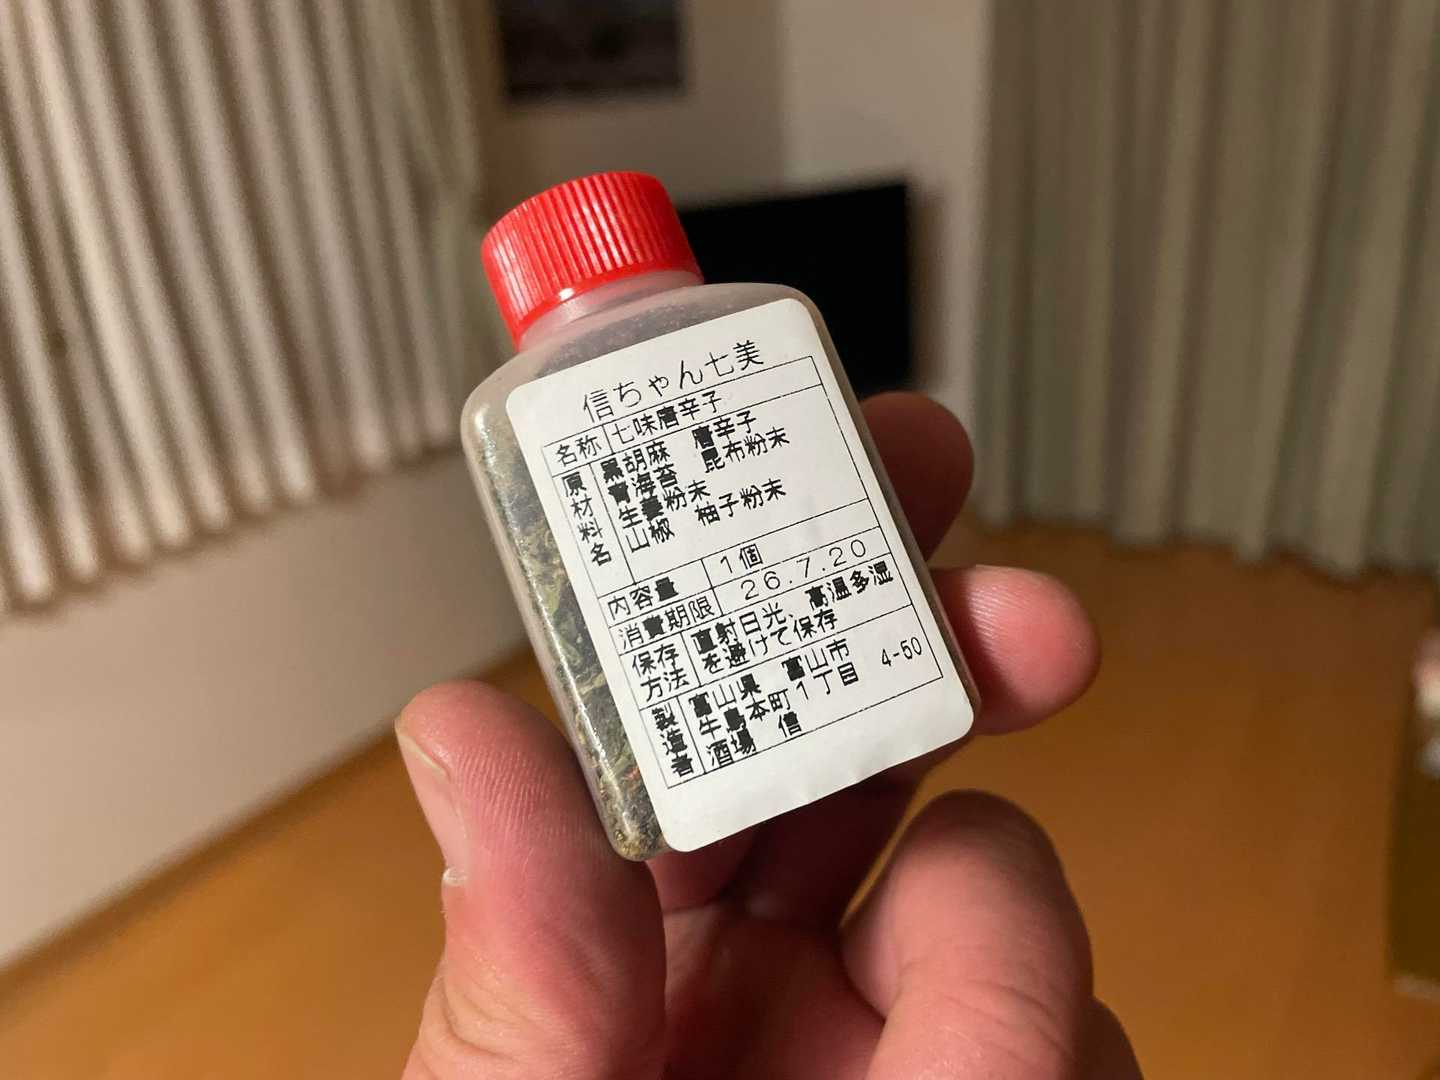 信ちゃん七美
名称 七味唐辛子
原材料名 黒胡麻 唐辛子
青海苔 昆布粉末
生姜粉末
山椒 柚子粉末
内容量 1個
消費期限 26.7.20
保存方法 直射日光、高温多湿
を避けて保存
製造者 富山県 富山市
牛島本町1丁目 4-50
酒場 信